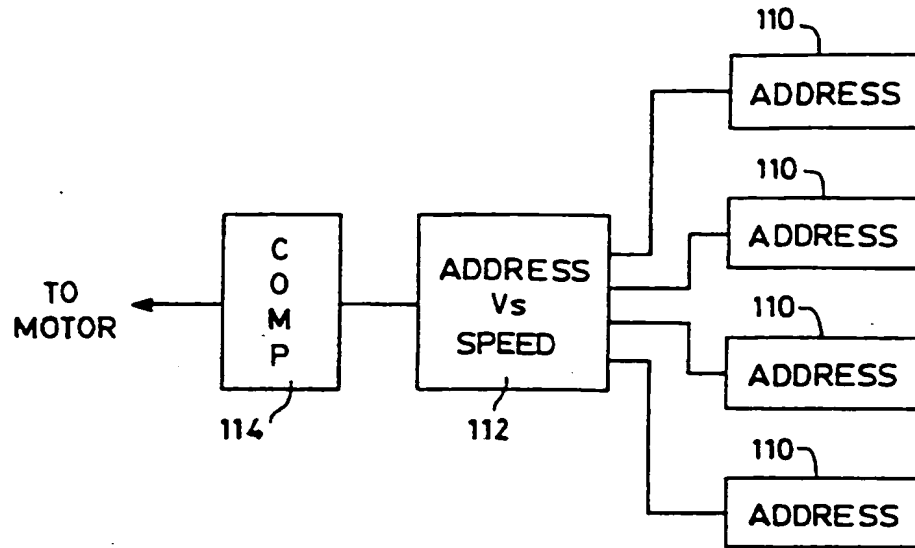 110
ADDRESS
110
ADDRESS
C
O
M
P
ADDRESS
Vs
SPEED
TO
MOTOR
110
ADDRESS
114
112
110
ADDRESS